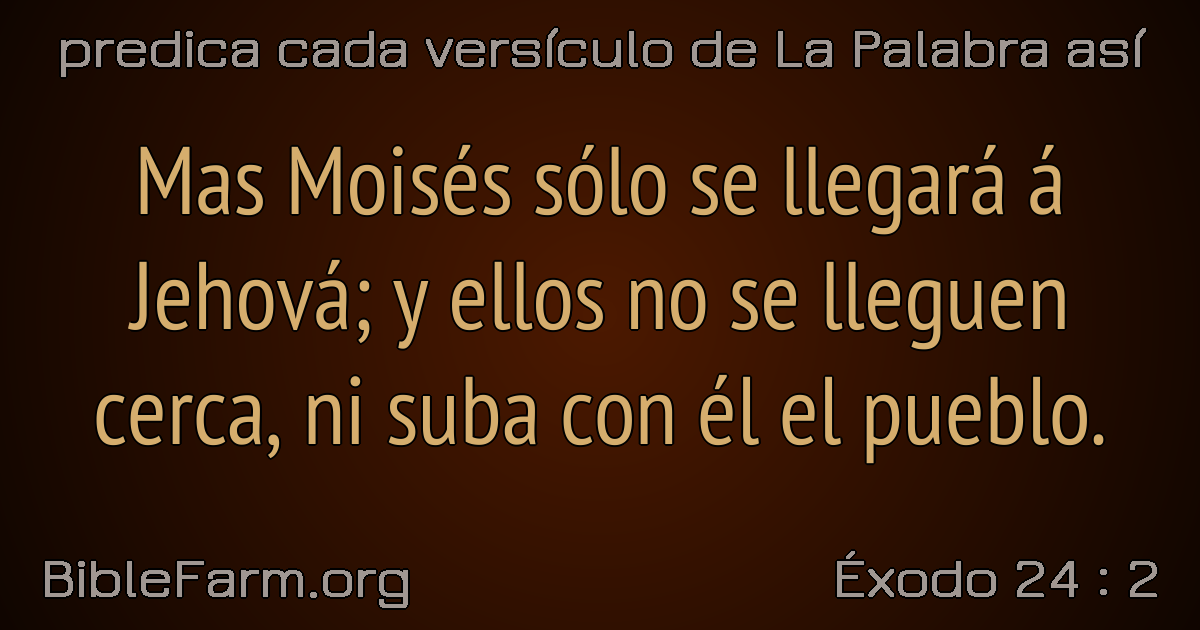 predica cada versículo de La Palabra así
Mas Moisés sólo se llegará á
Jehová; y ellos no se lleguen
cerca, ni suba con él el pueblo.
BibleFarm.org
Éxodo 24 : 2